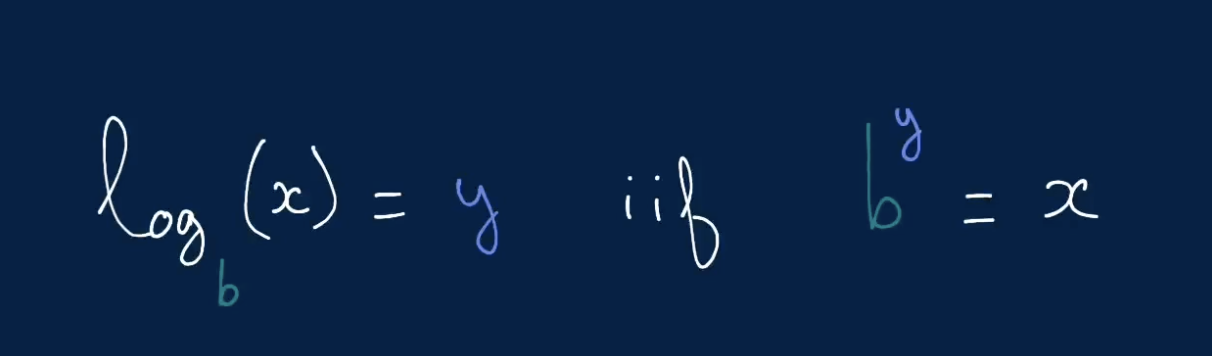 log_b (x) = y iif b^y = x